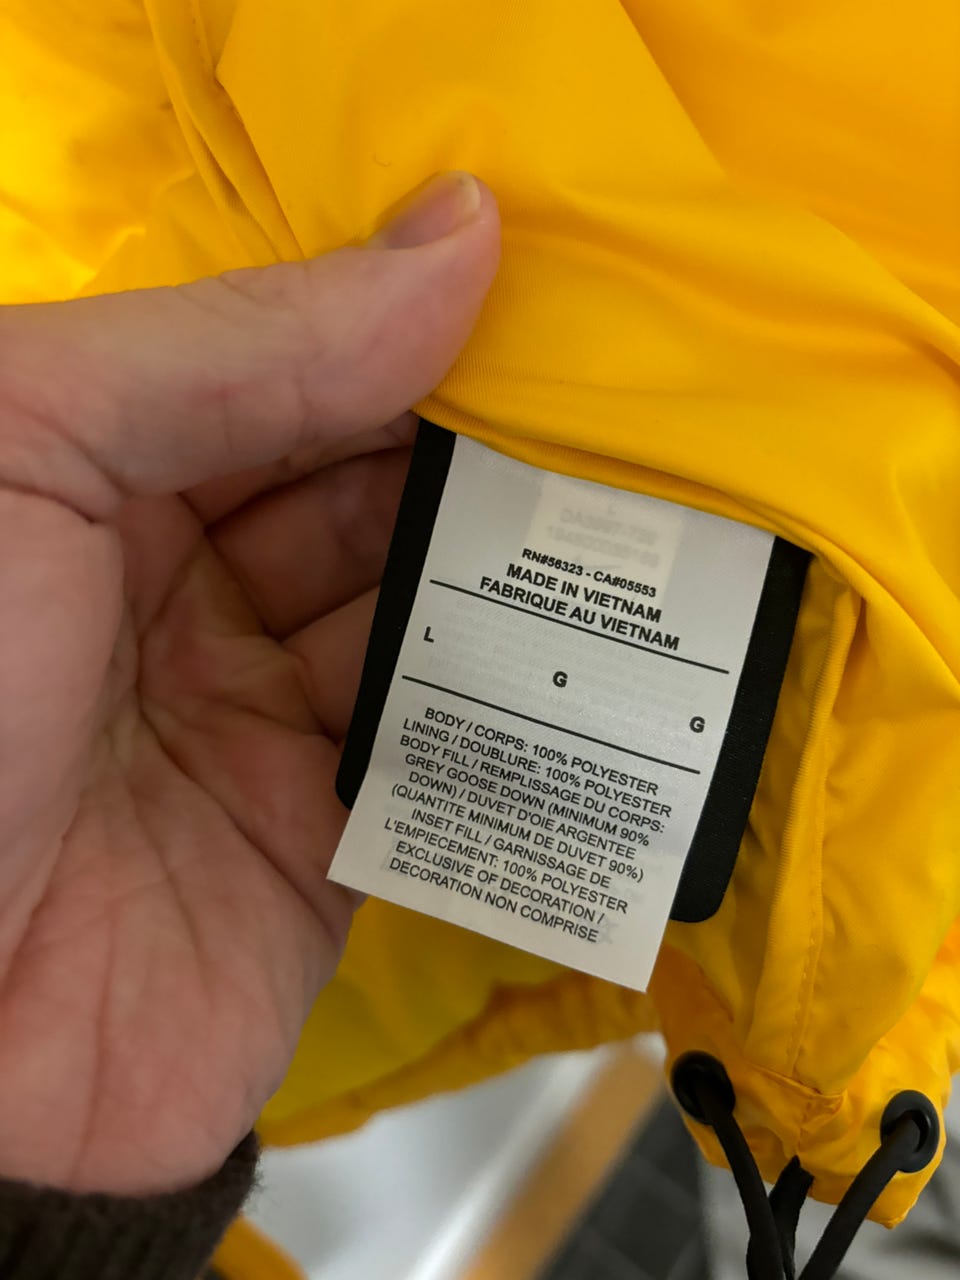 RN#56323 - CA#05553
MADE IN VIETNAM
FABRIQUE AU VIETNAM
L
G
G
BODY / CORPS: 100% POLYESTER
LINING / DOUBLURE: 100% POLYESTER
BODY FILL / REMPLISSAGE DU CORPS:
GREY GOOSE DOWN (MINIMUM 90%
DOWN) / DUVET D'OIE ARGENTEE
(QUANTITE MINIMUM DE DUVET 90%)
INSET FILL / GARNISSAGE DE
L'EMPIECEMENT: 100% POLYESTER
EXCLUSIVE OF DECORATION /
DECORATION NON COMPRISE